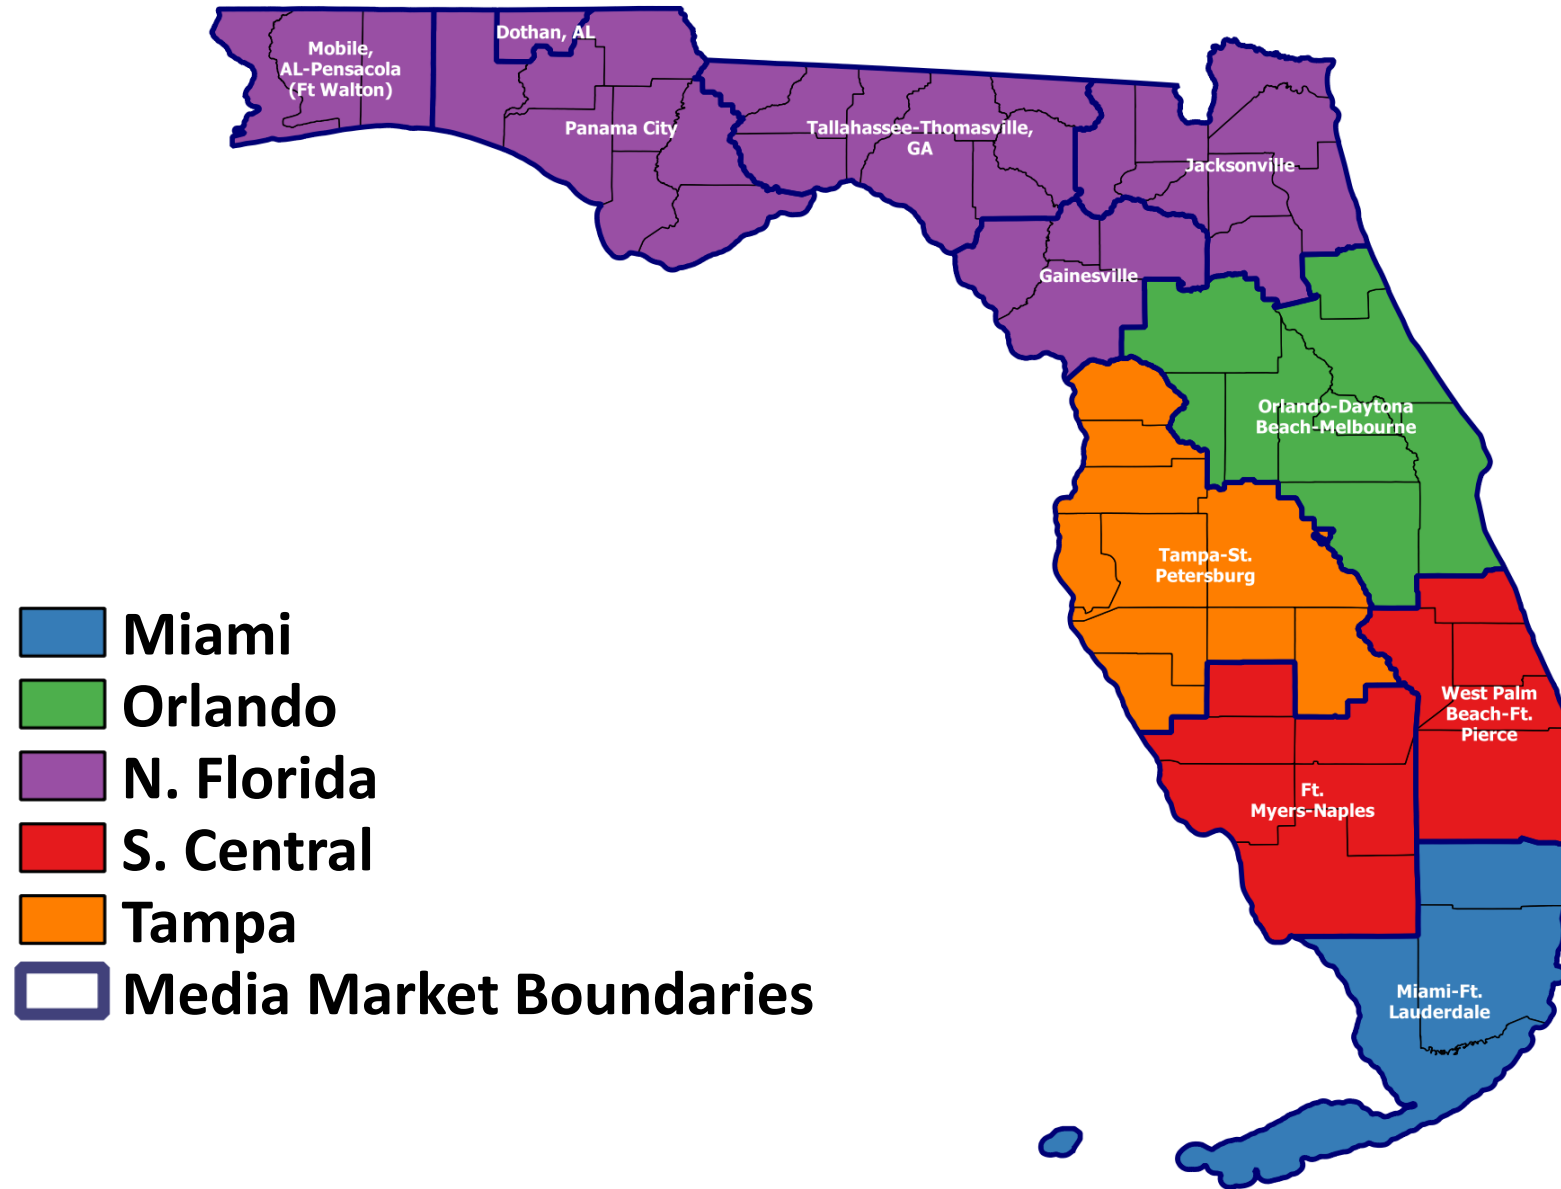 Dothan, AL
Mobile,
AL-Pensacola
(Ft Walton)
Panama City
Tallahassee-Thomasville,
GA
Jacksonville
Gainesville
Orlando-Daytona
Beach-Melbourne
Tampa-St.
Petersburg
West Palm
Beach-Ft.
Pierce
Ft.
Myers-Naples
Miami-Ft.
Lauderdale
Miami
Orlando
N. Florida
S. Central
Tampa
Media Market Boundaries